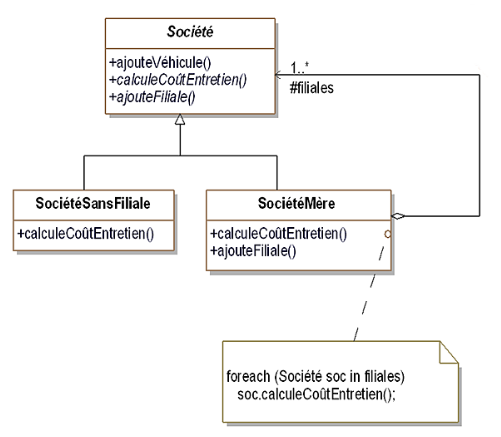 Société
+ajouteVéhicule()
+calculeCoûtEntretien()
+ajouteFiliale()
1..*
#filiales
SociétéSansFiliale
+calculeCoûtEntretien()
SociétéMère
+calculeCoûtEntretien()
+ajouteFiliale()
foreach (Société soc in filiales)
soc.calculeCoûtEntretien();